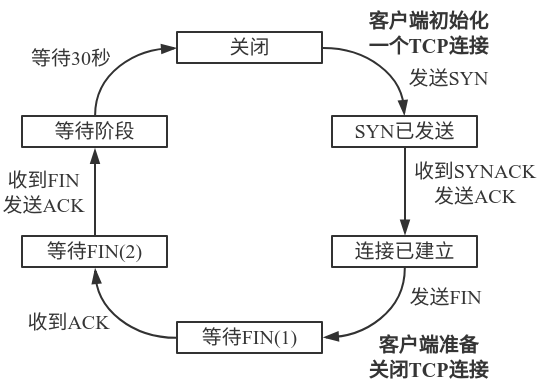 客户端初始化
一个TCP连接
关闭
等待30秒
发送SYN
等待阶段
SYN已发送
收到FIN
发送ACK
收到SYNACK
发送ACK
等待FIN(2)
连接已建立
发送FIN
收到ACK
等待FIN(1)
客户端准备
关闭TCP连接